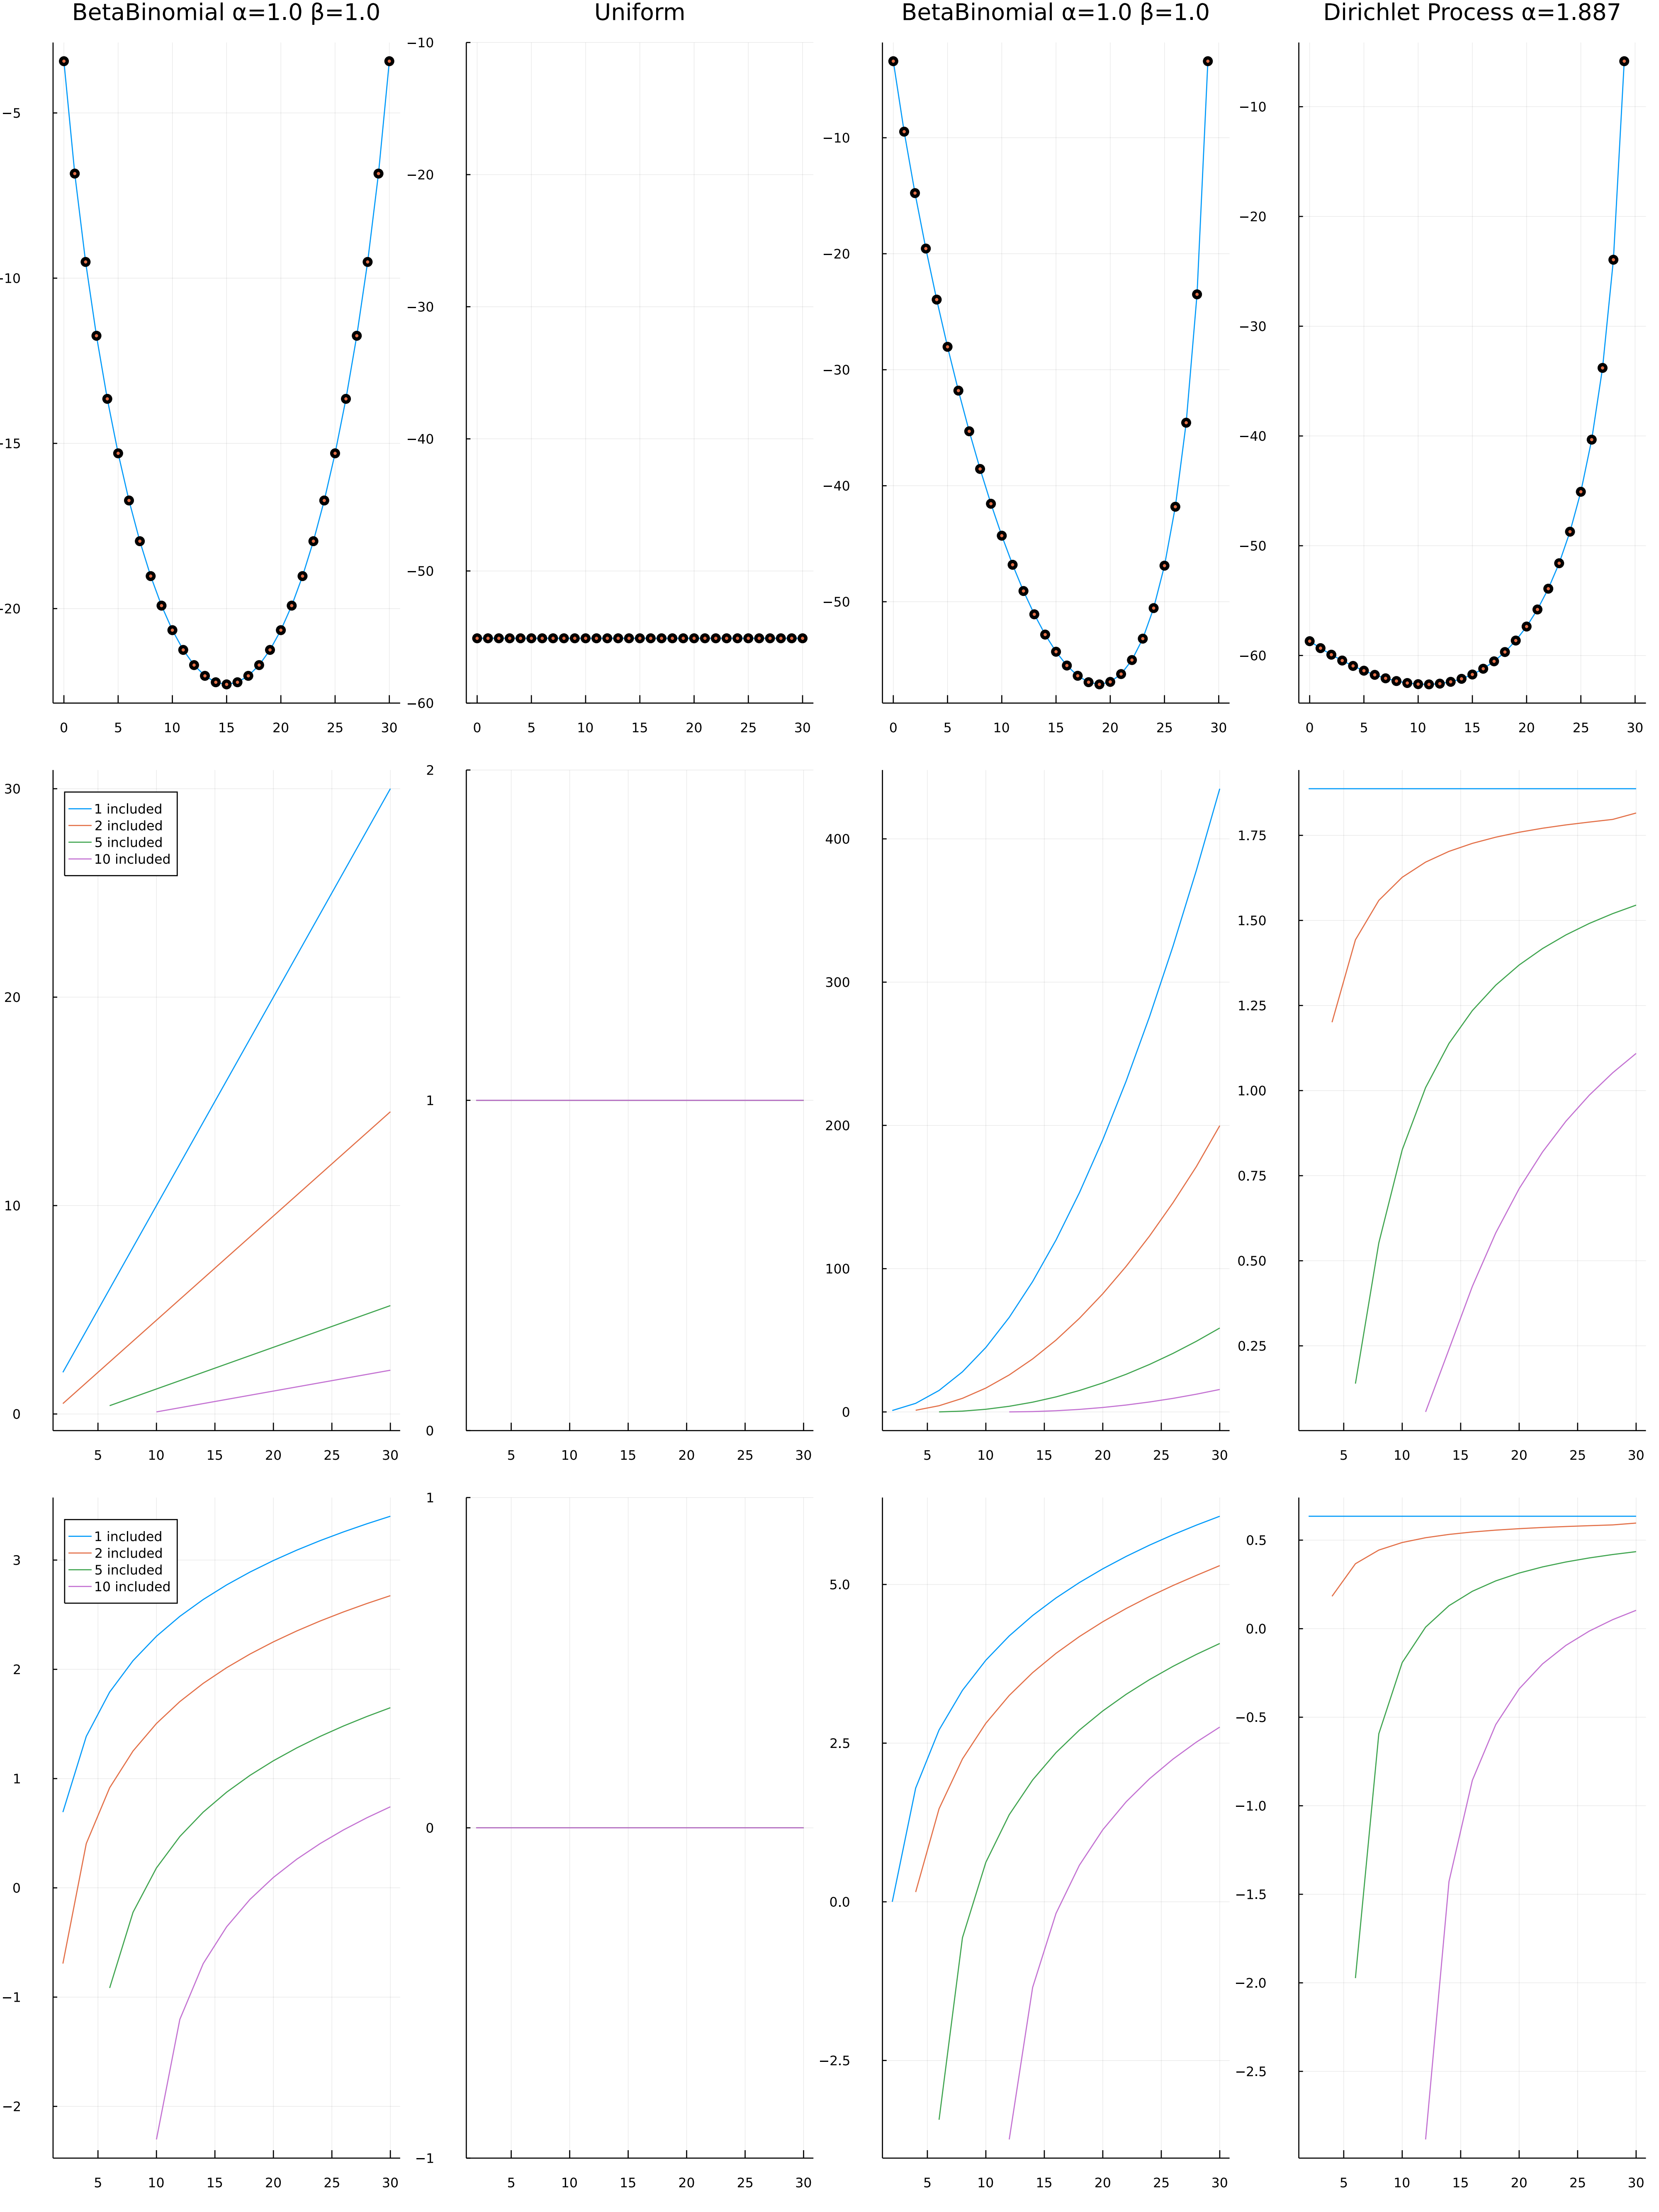 BetaBinomial α=1.0 β=1.0
Uniform
BetaBinomial α=1.0 β=1.0
Dirichlet Process α=1.887
−5
−10
−15
−20
0 5 10 15 20 25 30
−10
−20
−30
−40
−50
−60
0 5 10 15 20 25 30
−10
−20
−30
−40
−50
0 5 10 15 20 25 30
−10
−20
−30
−40
−50
−60
0 5 10 15 20 25 30
30
20
10
0
1 included
2 included
5 included
10 included
5 10 15 20 25 30
2
1
0
5 10 15 20 25 30
400
300
200
100
0
5 10 15 20 25 30
1.75
1.50
1.25
1.00
0.75
0.50
0.25
5 10 15 20 25 30
3
2
1
0
−1
−2
1 included
2 included
5 included
10 included
5 10 15 20 25 30
1
0
−1
5 10 15 20 25 30
5.0
2.5
0.0
−2.5
5 10 15 20 25 30
0.5
0.0
−0.5
−1.0
−1.5
−2.0
−2.5
5 10 15 20 25 30